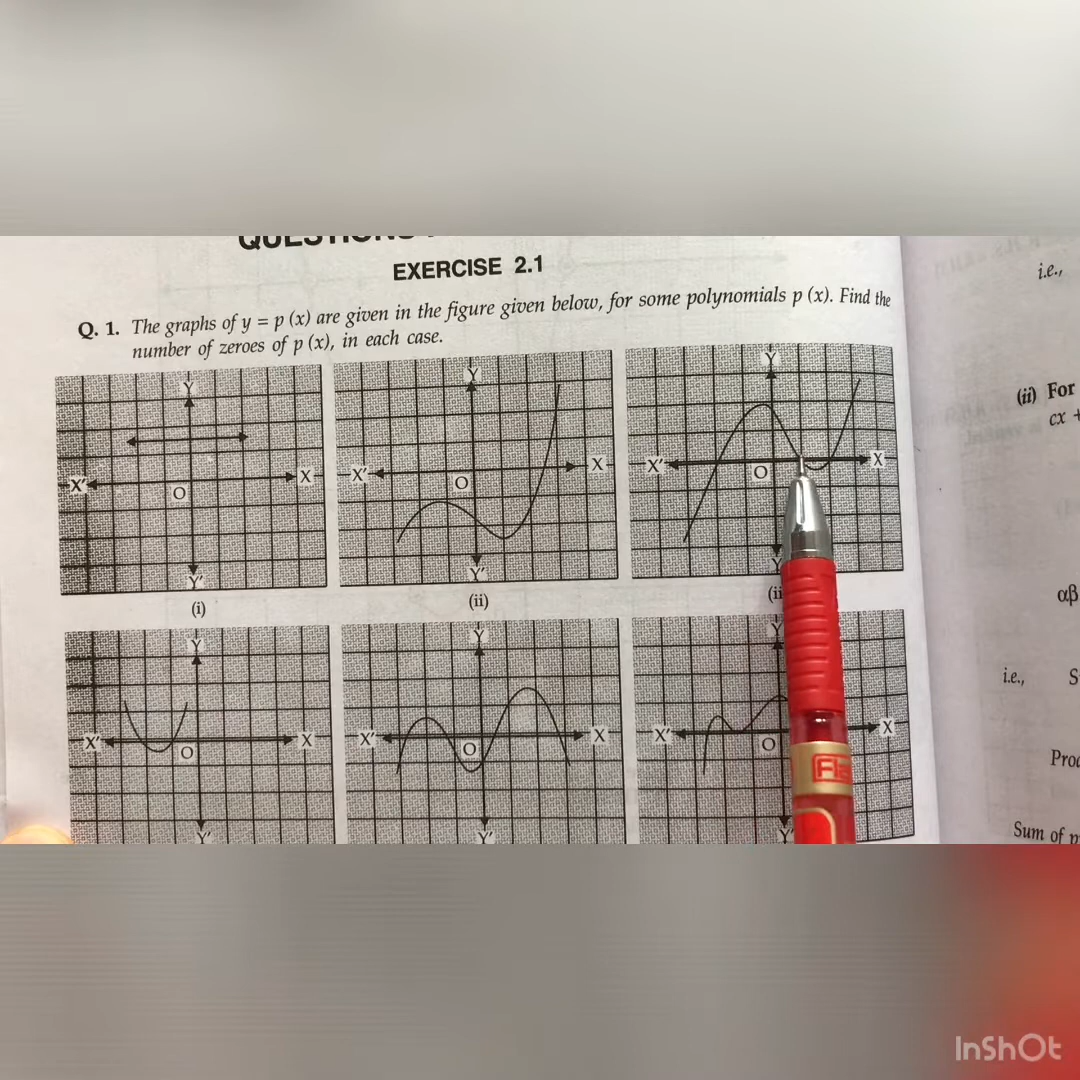 EXERCISE 2.1
Q. 1. The graphs of y = p (x) are given in the figure given below, for some polynomials p (x). Find the
number of zeroes of p (x), in each case.
Y Y Y
X' O X X' O X X' O X
Y' Y' Y
(i) (ii) (ii
Y Y Y
X' O X X' O X X' O X
Y' Y' Y'
i.e.,
(ii) For
cx +
αβ
i.e., S
Sum of
InShOt